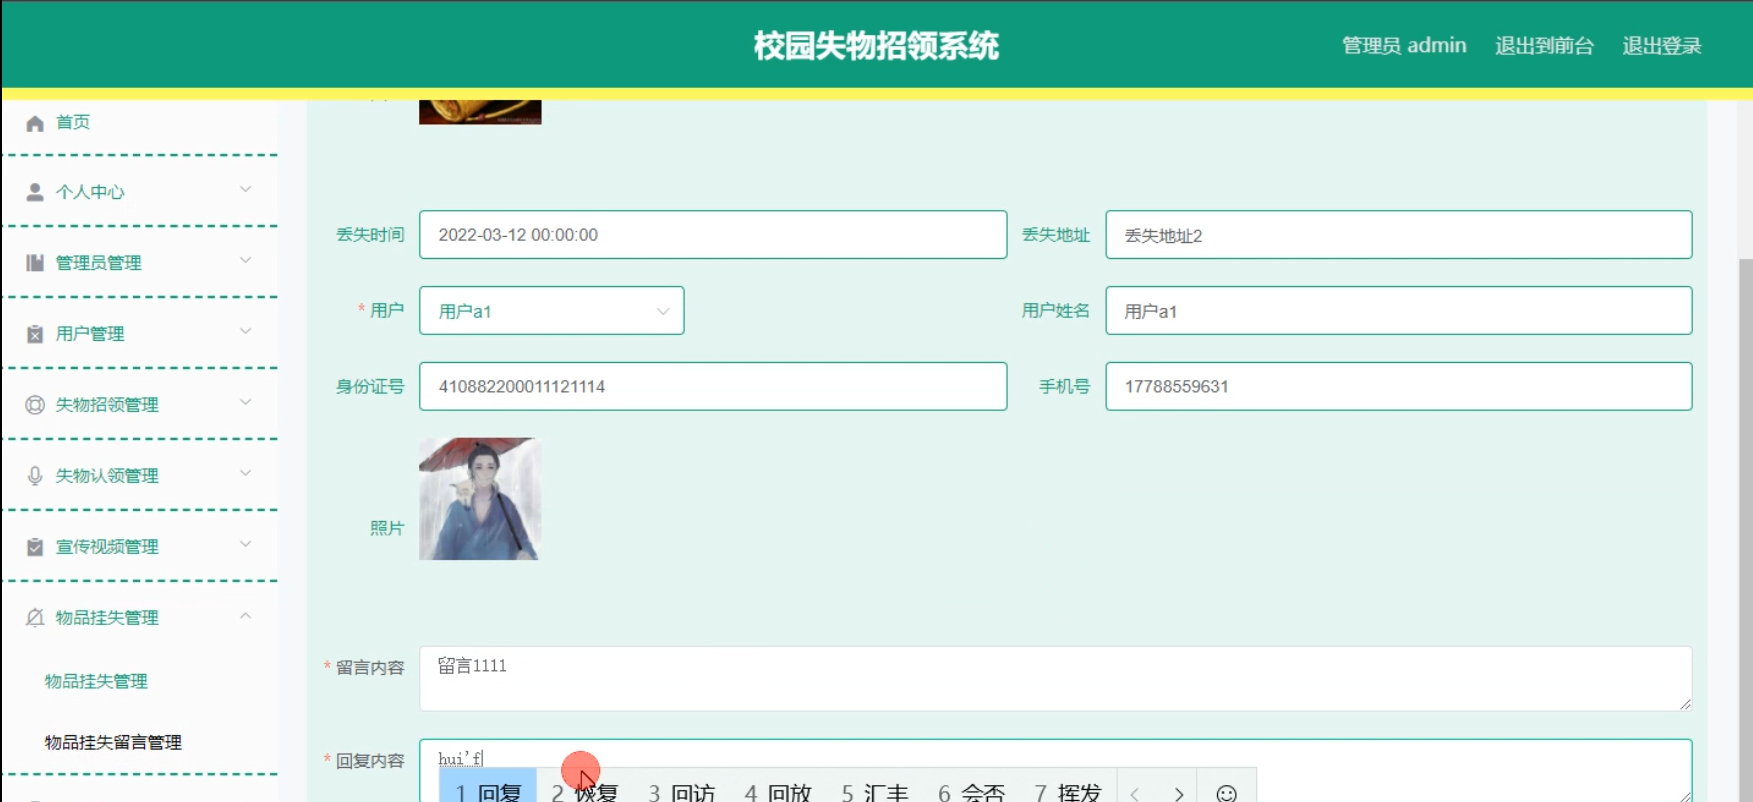 校园失物招领系统
管理员 admin 退出到前台 退出登录
首页
个人中心
管理员管理
用户管理
失物招领管理
失物认领管理
宣传视频管理
物品挂失管理
物品挂失管理
物品挂失留言管理
丢失时间 2022-03-12 00:00:00 丢失地址 丢失地址2
* 用户 用户a1 用户姓名 用户a1
身份证号 410882200011121114 手机号 17788559631
照片
* 留言内容 留言1111
* 回复内容 hui'f
1 回复 2 恢复 3 回访 4 回放 5 汇丰 6 会否 7 挥发